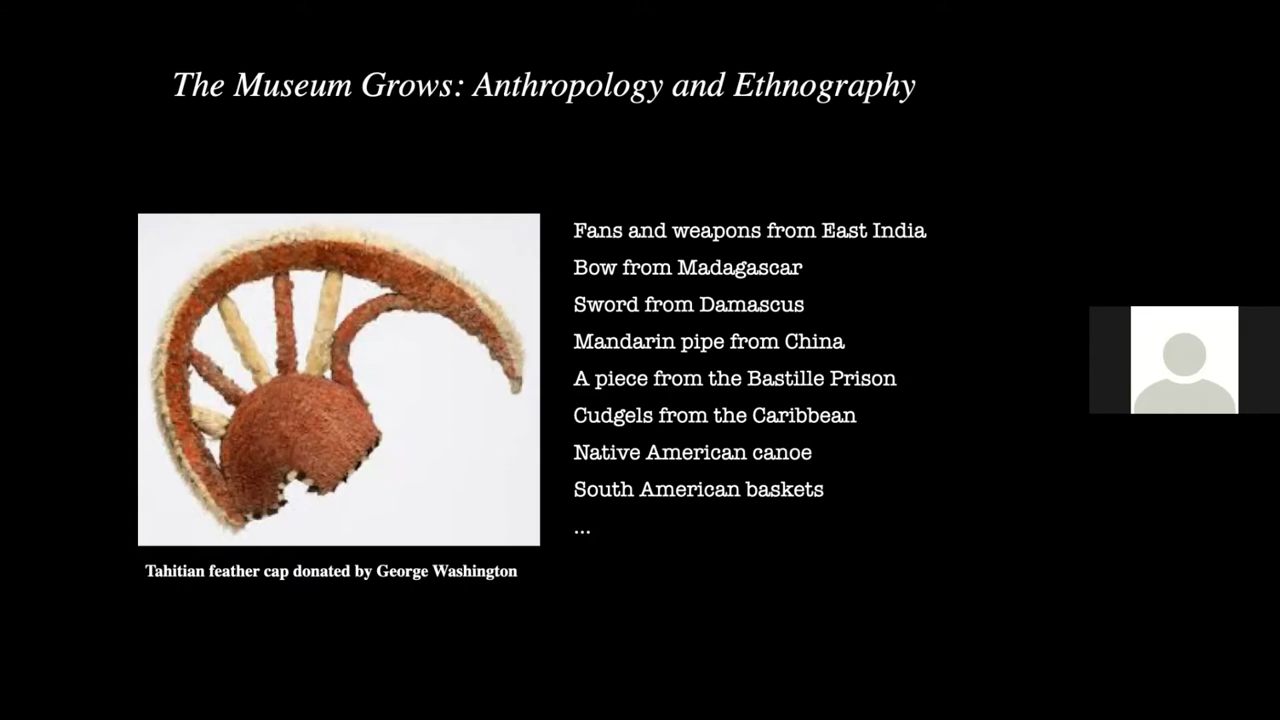 The Museum Grows: Anthropology and Ethnography
Fans and weapons from East India
Bow from Madagascar
Sword from Damascus
Mandarin pipe from China
A piece from the Bastille Prison
Cudgels from the Caribbean
Native American canoe
South American baskets
...
Tahitian feather cap donated by George Washington